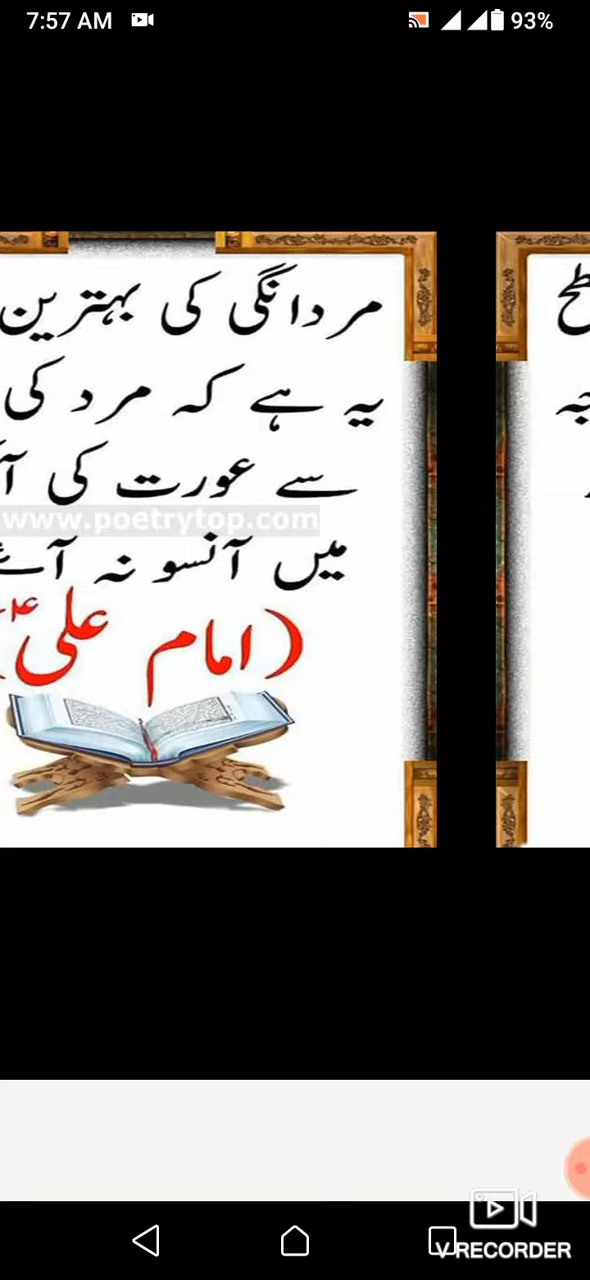 7:57 AM
93%
مردانگی کی بہترین
یہ ہے کہ مرد کی
سے عورت کی
www.poetrytop.com
میں آنسو نہ آئے
(امام علیؑ)
V RECORDER